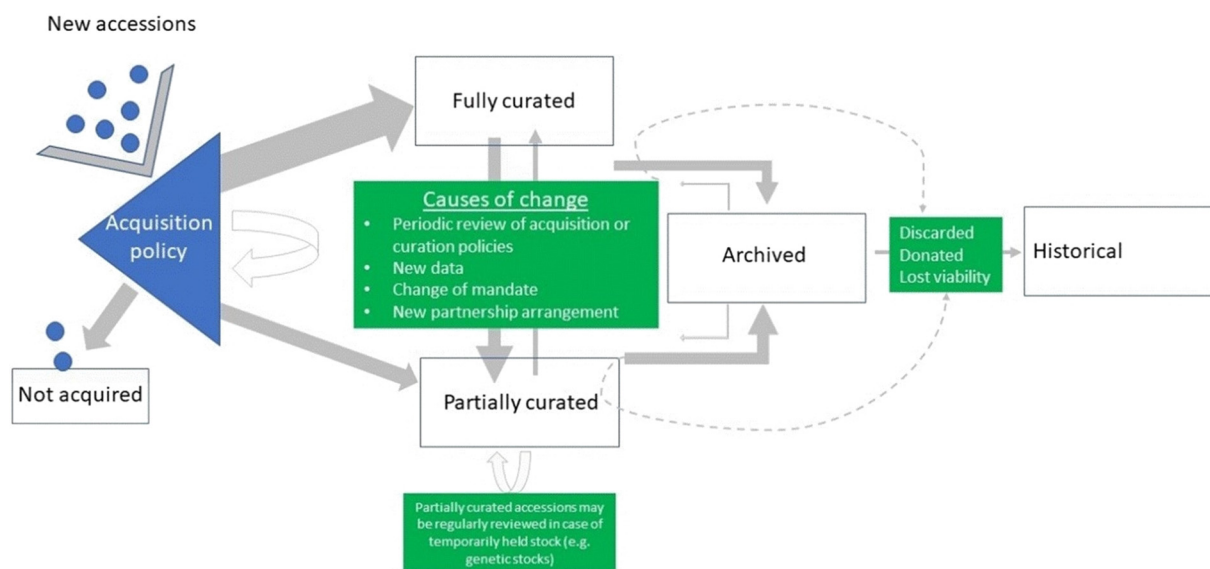 New accessions
Fully curated
Acquisition
policy
Causes of change
• Periodic review of acquisition or
curation policies
• New data
• Change of mandate
• New partnership arrangement
Archived
Discarded
Donated
Lost viability
Historical
Not acquired
Partially curated
Partially curated accessions may
be regularly reviewed in case of
temporarily held stock (e.g.
genetic stocks)